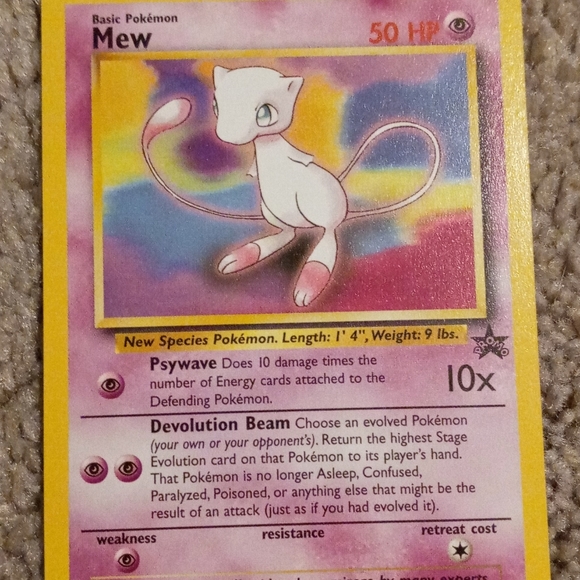 Basic Pokémon
Mew
50 HP
New Species Pokémon. Length: 1' 4", Weight: 9 lbs.
PROMO
Psywave Does 10 damage times the
number of Energy cards attached to the
Defending Pokémon.
10x
Devolution Beam Choose an evolved Pokémon
(your own or your opponent's). Return the highest Stage
Evolution card on that Pokémon to its player's hand.
That Pokémon is no longer Asleep, Confused,
Paralyzed, Poisoned, or anything else that might be the
result of an attack (just as if you had evolved it).
weakness
resistance
retreat cost
by many experts